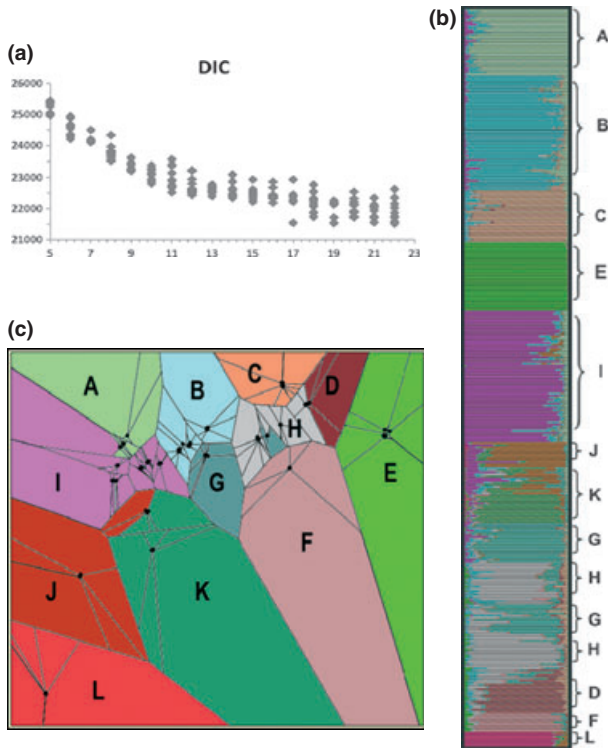 (a)
DIC
26000
25000
24000
23000
22000
21000
5 7 9 11 13 15 17 19 21 23
(b)
A
B
C
E
I
J
K
G
H
G
H
D
F
L
(c)
A
B
C
D
H
E
I
G
F
J
K
L